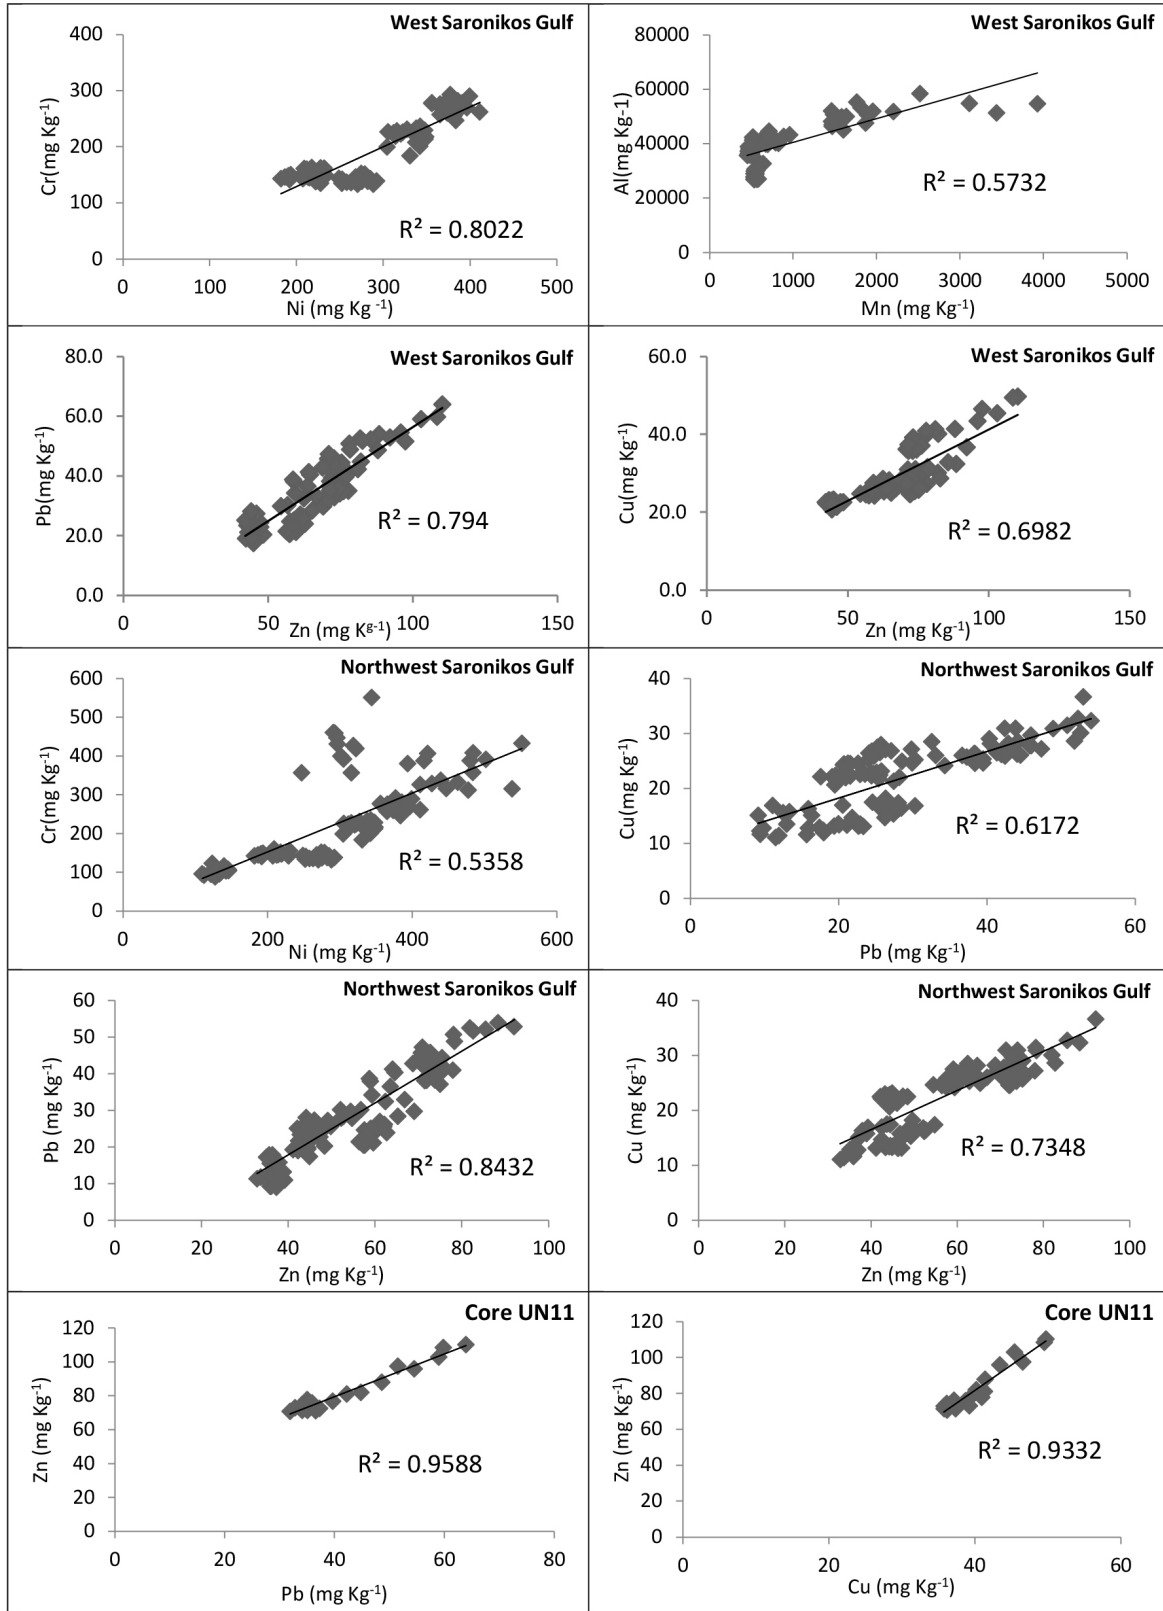 West Saronikos Gulf
400
300
200
100
0
Cr(mg Kg-1)
R² = 0.8022
0 100 200 300 400 500
Ni (mg Kg -1)
West Saronikos Gulf
80000
60000
40000
20000
0
Al(mg Kg-1)
R² = 0.5732
0 1000 2000 3000 4000 5000
Mn (mg Kg-1)
West Saronikos Gulf
80.0
60.0
40.0
20.0
0.0
Pb(mg Kg-1)
R² = 0.794
0 50 100 150
Zn (mg Kg-1)
West Saronikos Gulf
60.0
40.0
20.0
0.0
Cu(mg Kg-1)
R² = 0.6982
0 50 100 150
Zn (mg Kg-1)
Northwest Saronikos Gulf
600
500
400
300
200
100
0
Cr(mg Kg-1)
R² = 0.5358
0 200 400 600
Ni (mg Kg-1)
Northwest Saronikos Gulf
40
30
20
10
0
Cu(mg Kg-1)
R² = 0.6172
0 20 40 60
Pb (mg Kg-1)
Northwest Saronikos Gulf
60
50
40
30
20
10
0
Pb (mg Kg-1)
R² = 0.8432
0 20 40 60 80 100
Zn (mg Kg-1)
Northwest Saronikos Gulf
40
30
20
10
0
Cu (mg Kg-1)
R² = 0.7348
0 20 40 60 80 100
Zn (mg Kg-1)
Core UN11
120
100
80
60
40
20
0
Zn (mg Kg-1)
R² = 0.9588
0 20 40 60 80
Pb (mg Kg-1)
Core UN11
120
100
80
60
40
20
0
Zn (mg Kg-1)
R² = 0.9332
0 20 40 60
Cu (mg Kg-1)